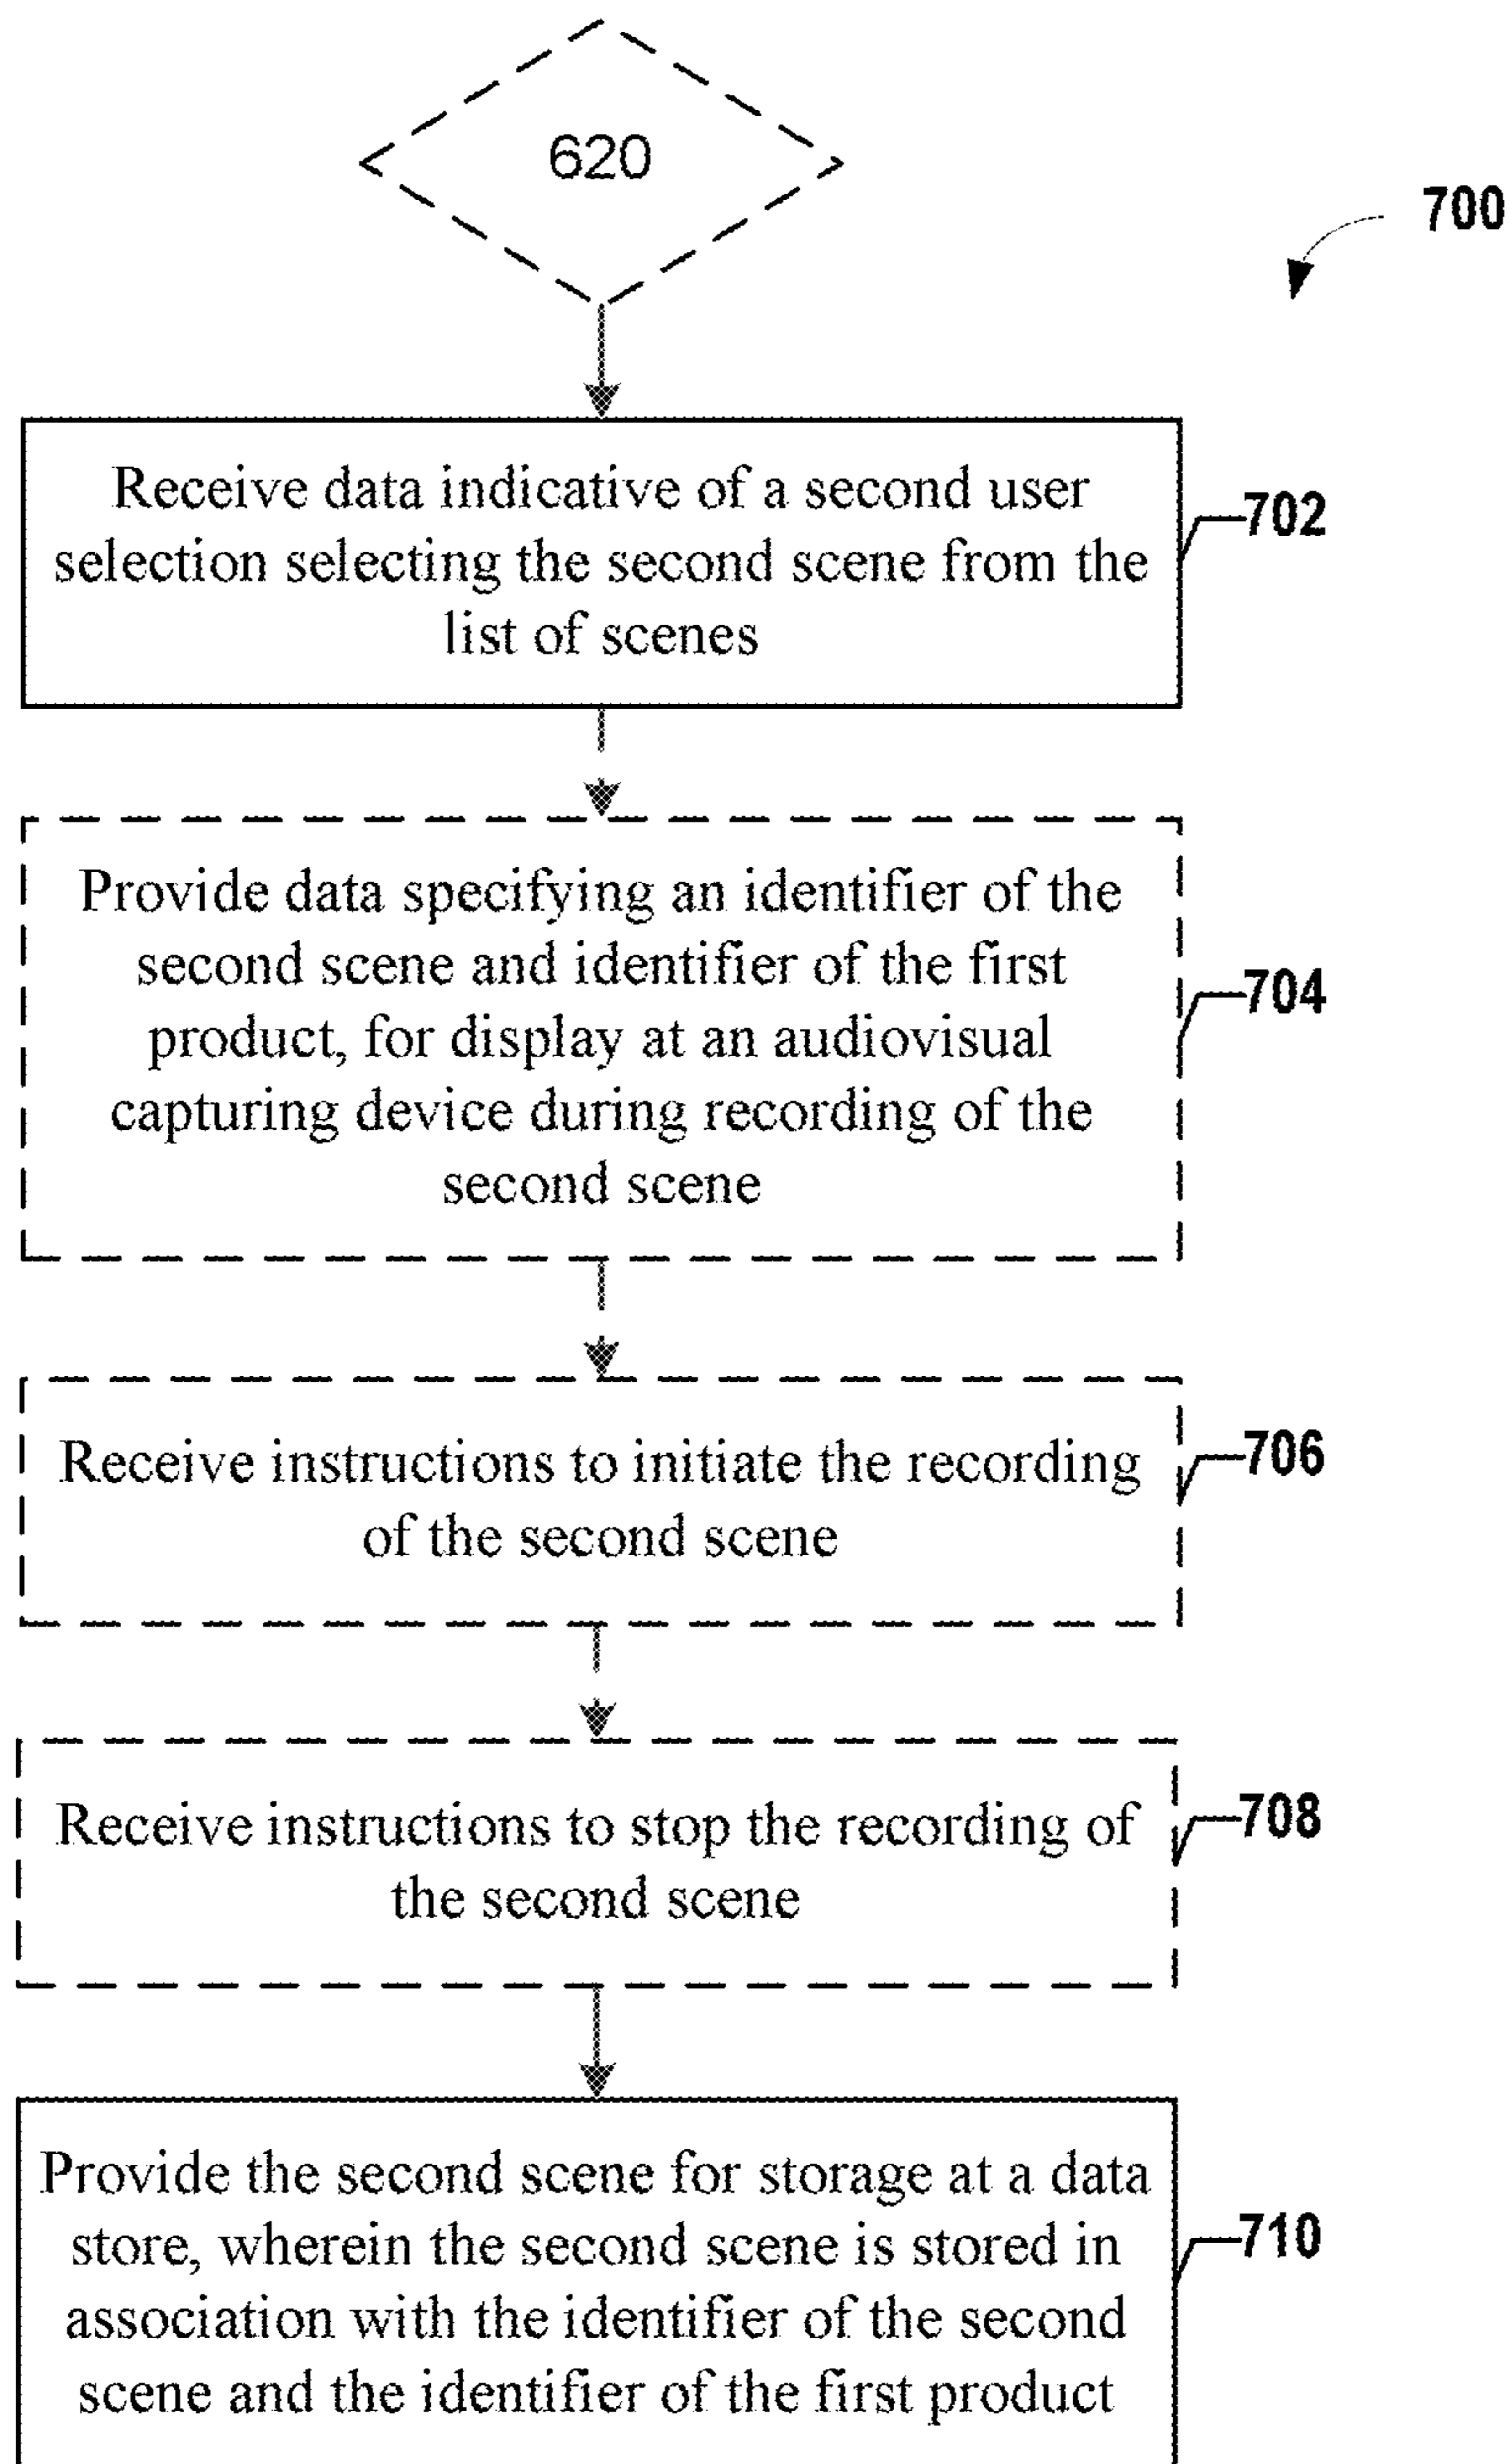 620
700
Receive data indicative of a second user
selection selecting the second scene from the
list of scenes
702
Provide data specifying an identifier of the
second scene and identifier of the first
product, for display at an audiovisual
capturing device during recording of the
second scene
704
Receive instructions to initiate the recording
of the second scene
706
Receive instructions to stop the recording of
the second scene
708
Provide the second scene for storage at a data
store, wherein the second scene is stored in
association with the identifier of the second
scene and the identifier of the first product
710